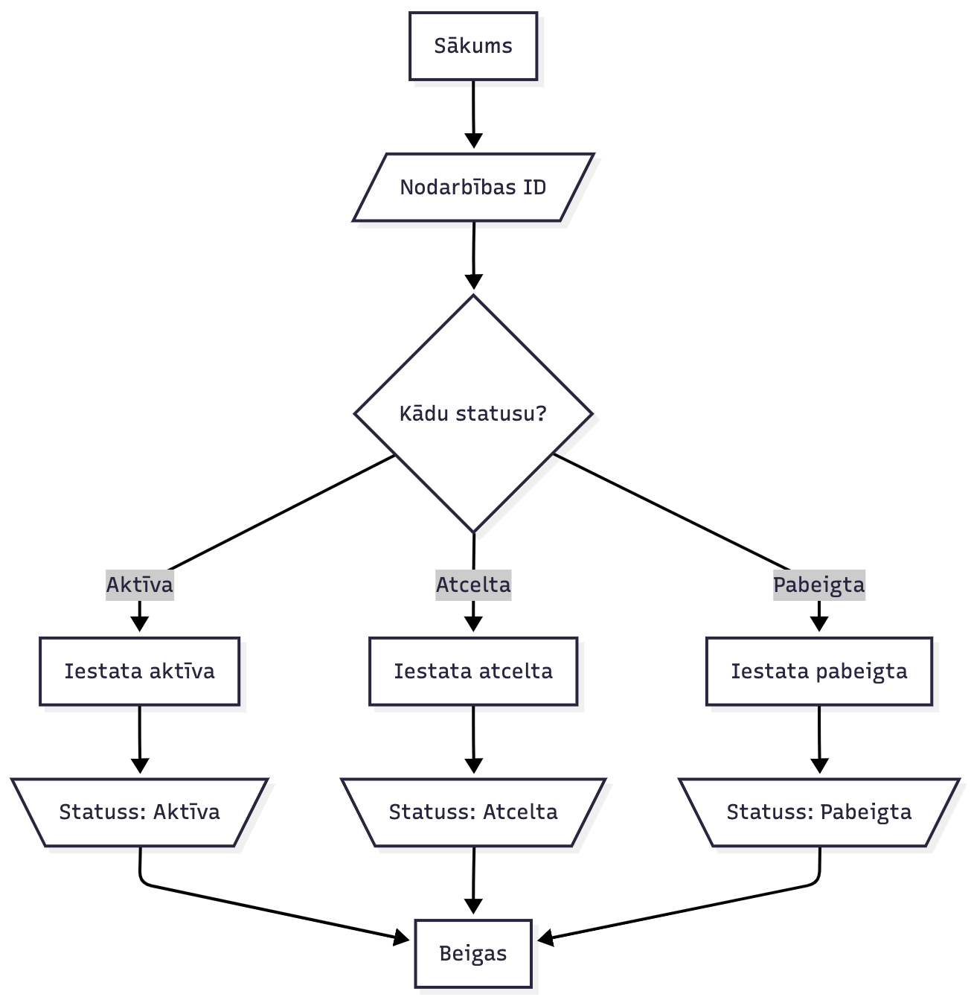 Sākums
Nodarbības ID
Kādu statusu?
Aktīva
Atcelta
Pabeigta
Iestata aktīva
Iestata atcelta
Iestata pabeigta
Statuss: Aktīva
Statuss: Atcelta
Statuss: Pabeigta
Beigas